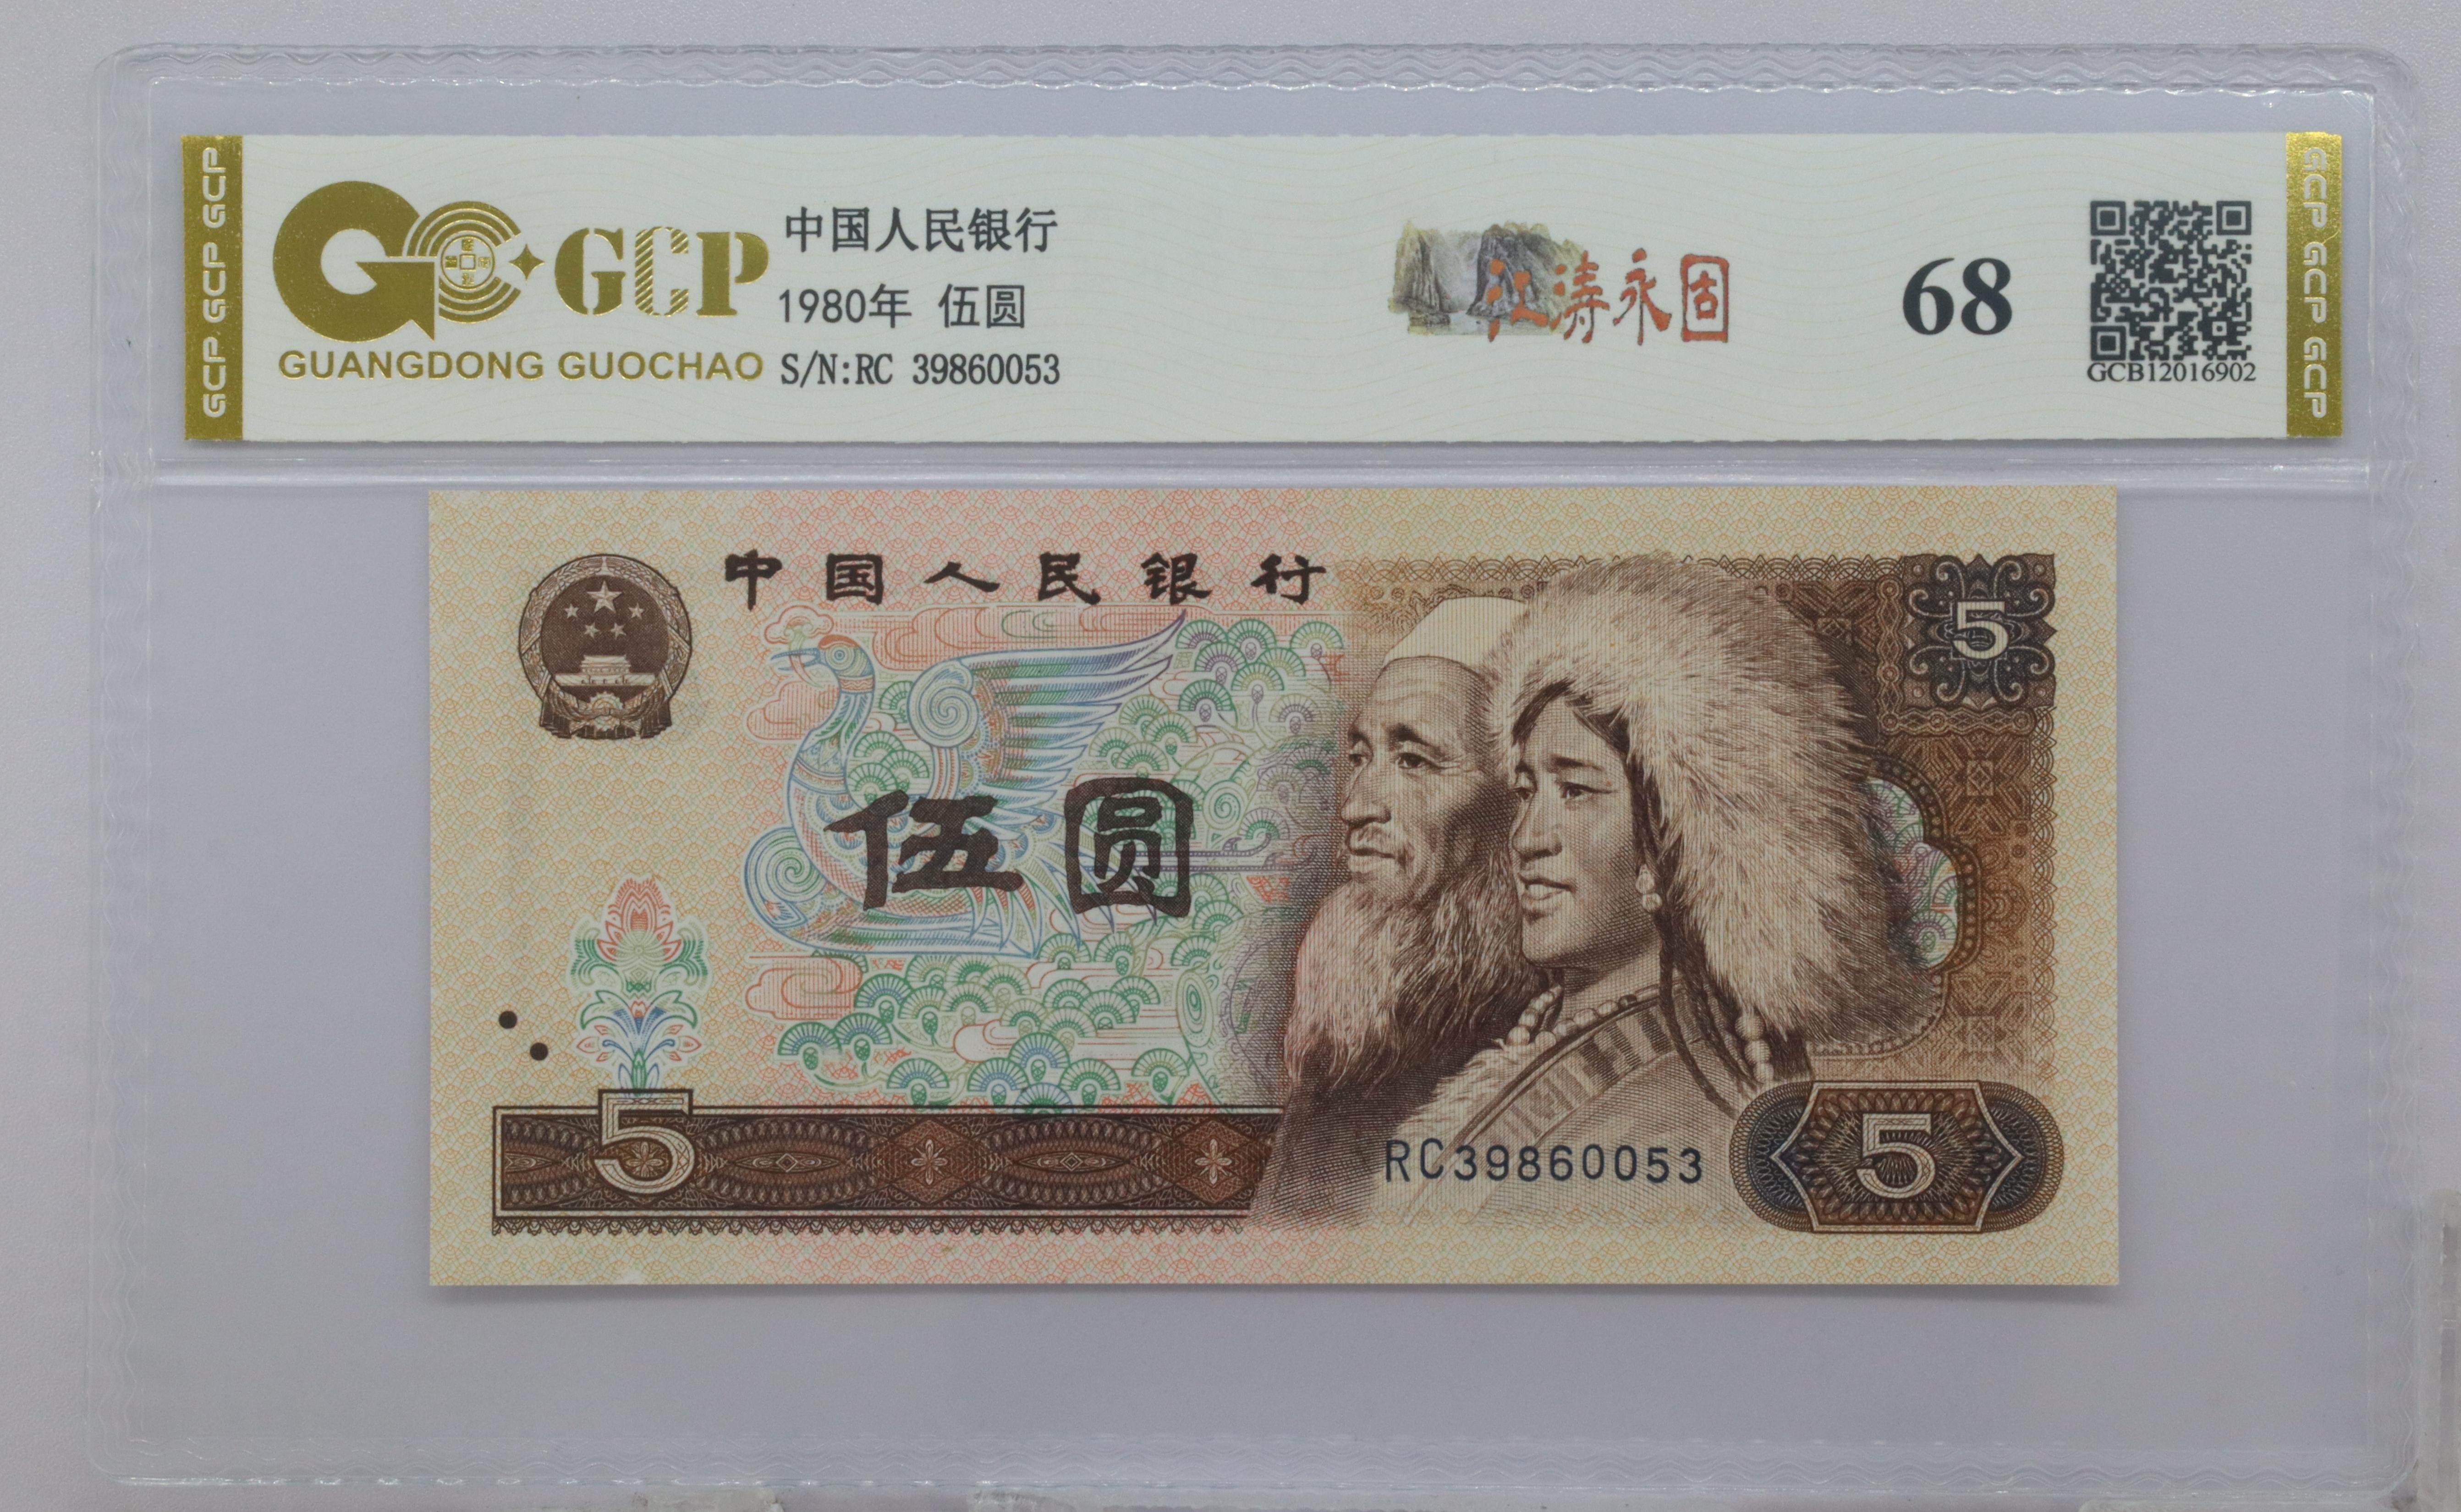 GCP GCP GCP
GCP
GUANGDONG GUOCHAO
中国人民银行
1980年 伍圆
S/N:RC 39860053
江涛永固
68
GCB12016902
GCP GCP GCP
中国人民银行
5
伍圆
5
RC39860053
5